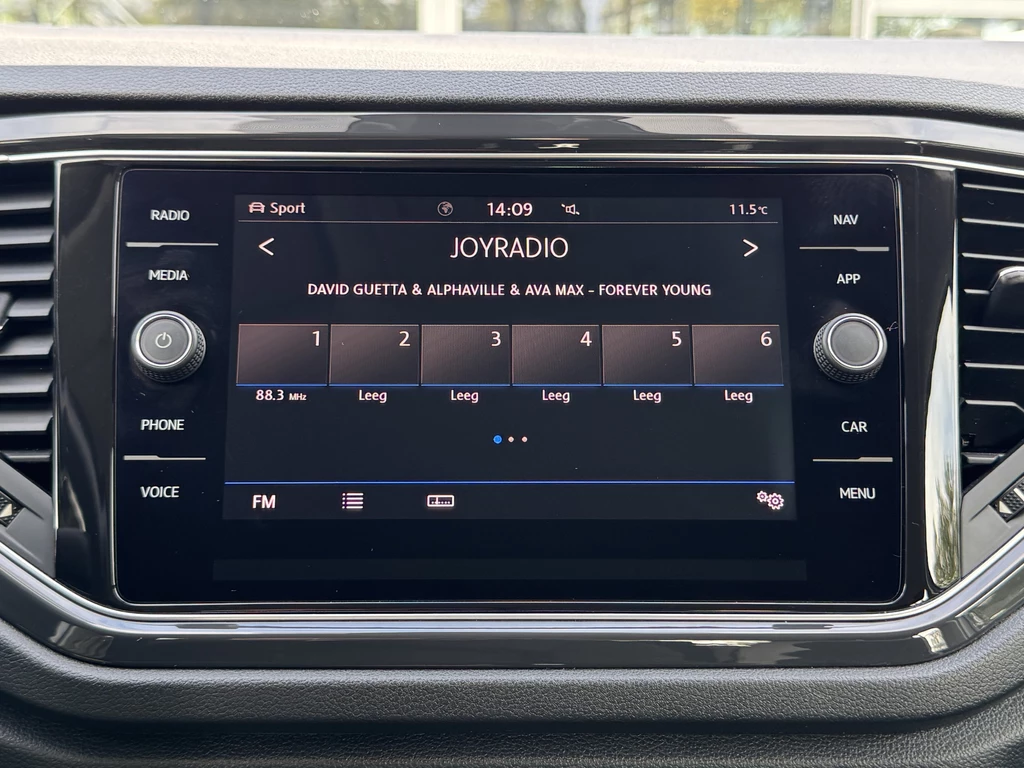 RADIO
MEDIA
PHONE
VOICE
Sport
14:09
11.5°C
< JOYRADIO >
DAVID GUETTA & ALPHAVILLE & AVA MAX - FOREVER YOUNG
1 2 3 4 5 6
88.3 MHz Leeg Leeg Leeg Leeg Leeg
FM
NAV
APP
CAR
MENU